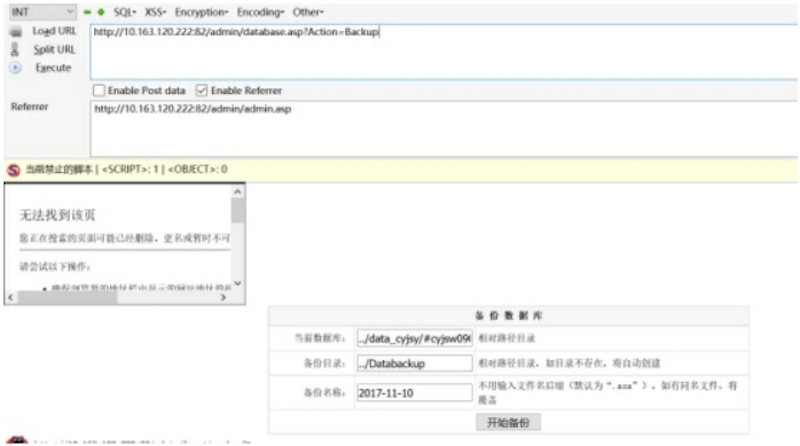 INT SQL- XSS- Encryption- Encoding- Other-
Load URL http://10.163.120.222:82/admin/database.asp?Action=Backup
Split URL
Execute
Enable Post data Enable Referrer
Referrer http://10.163.120.222:82/admin/admin.asp
当前禁止的脚本 | <SCRIPT>: 1 | <OBJECT>: 0
无法找到该页
您正在搜索的页面可能已经删除、更名或暂时不可
请尝试以下操作:
备 份 数 据 库
当前数据库: ../data_cyjsy/#cyjsw09 相对路径目录
备份目录: ../Databackup 相对路径目录,如目录不存在,将自动创建
备份名称: 2017-11-10 不用输入文件名后缀(默认为“.asa”)。如有同名文件,将
覆盖
开始备份